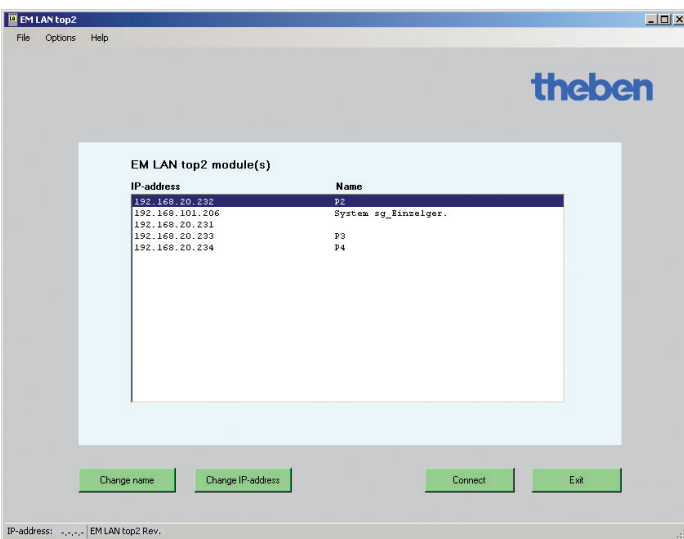 EM LAN top2
File Options Help
theben
EM LAN top2 module(s)
IP-address Name
192.168.20.232 P2
192.168.101.206 System sg_Einzelger.
192.168.20.231
192.168.20.233 P3
192.168.20.234 P4
Change name Change IP-address Connect Exit
IP-address: -.-.-.- EM LAN top2 Rev.